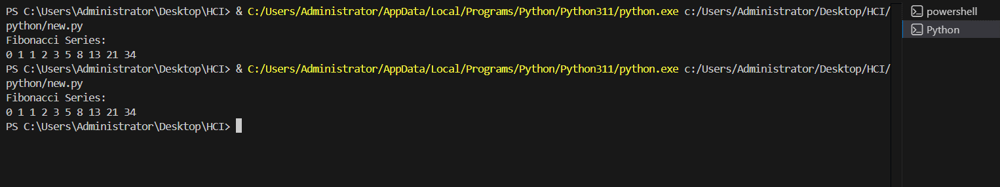 PS C:\Users\Administrator\Desktop\HCI> & C:/Users/Administrator/AppData/Local/Programs/Python/Python311/python.exe c:/Users/Administrator/Desktop/HCI/
python/new.py
Fibonacci Series:
0 1 1 2 3 5 8 13 21 34
PS C:\Users\Administrator\Desktop\HCI> & C:/Users/Administrator/AppData/Local/Programs/Python/Python311/python.exe c:/Users/Administrator/Desktop/HCI/
python/new.py
Fibonacci Series:
0 1 1 2 3 5 8 13 21 34
PS C:\Users\Administrator\Desktop\HCI>
powershell
Python